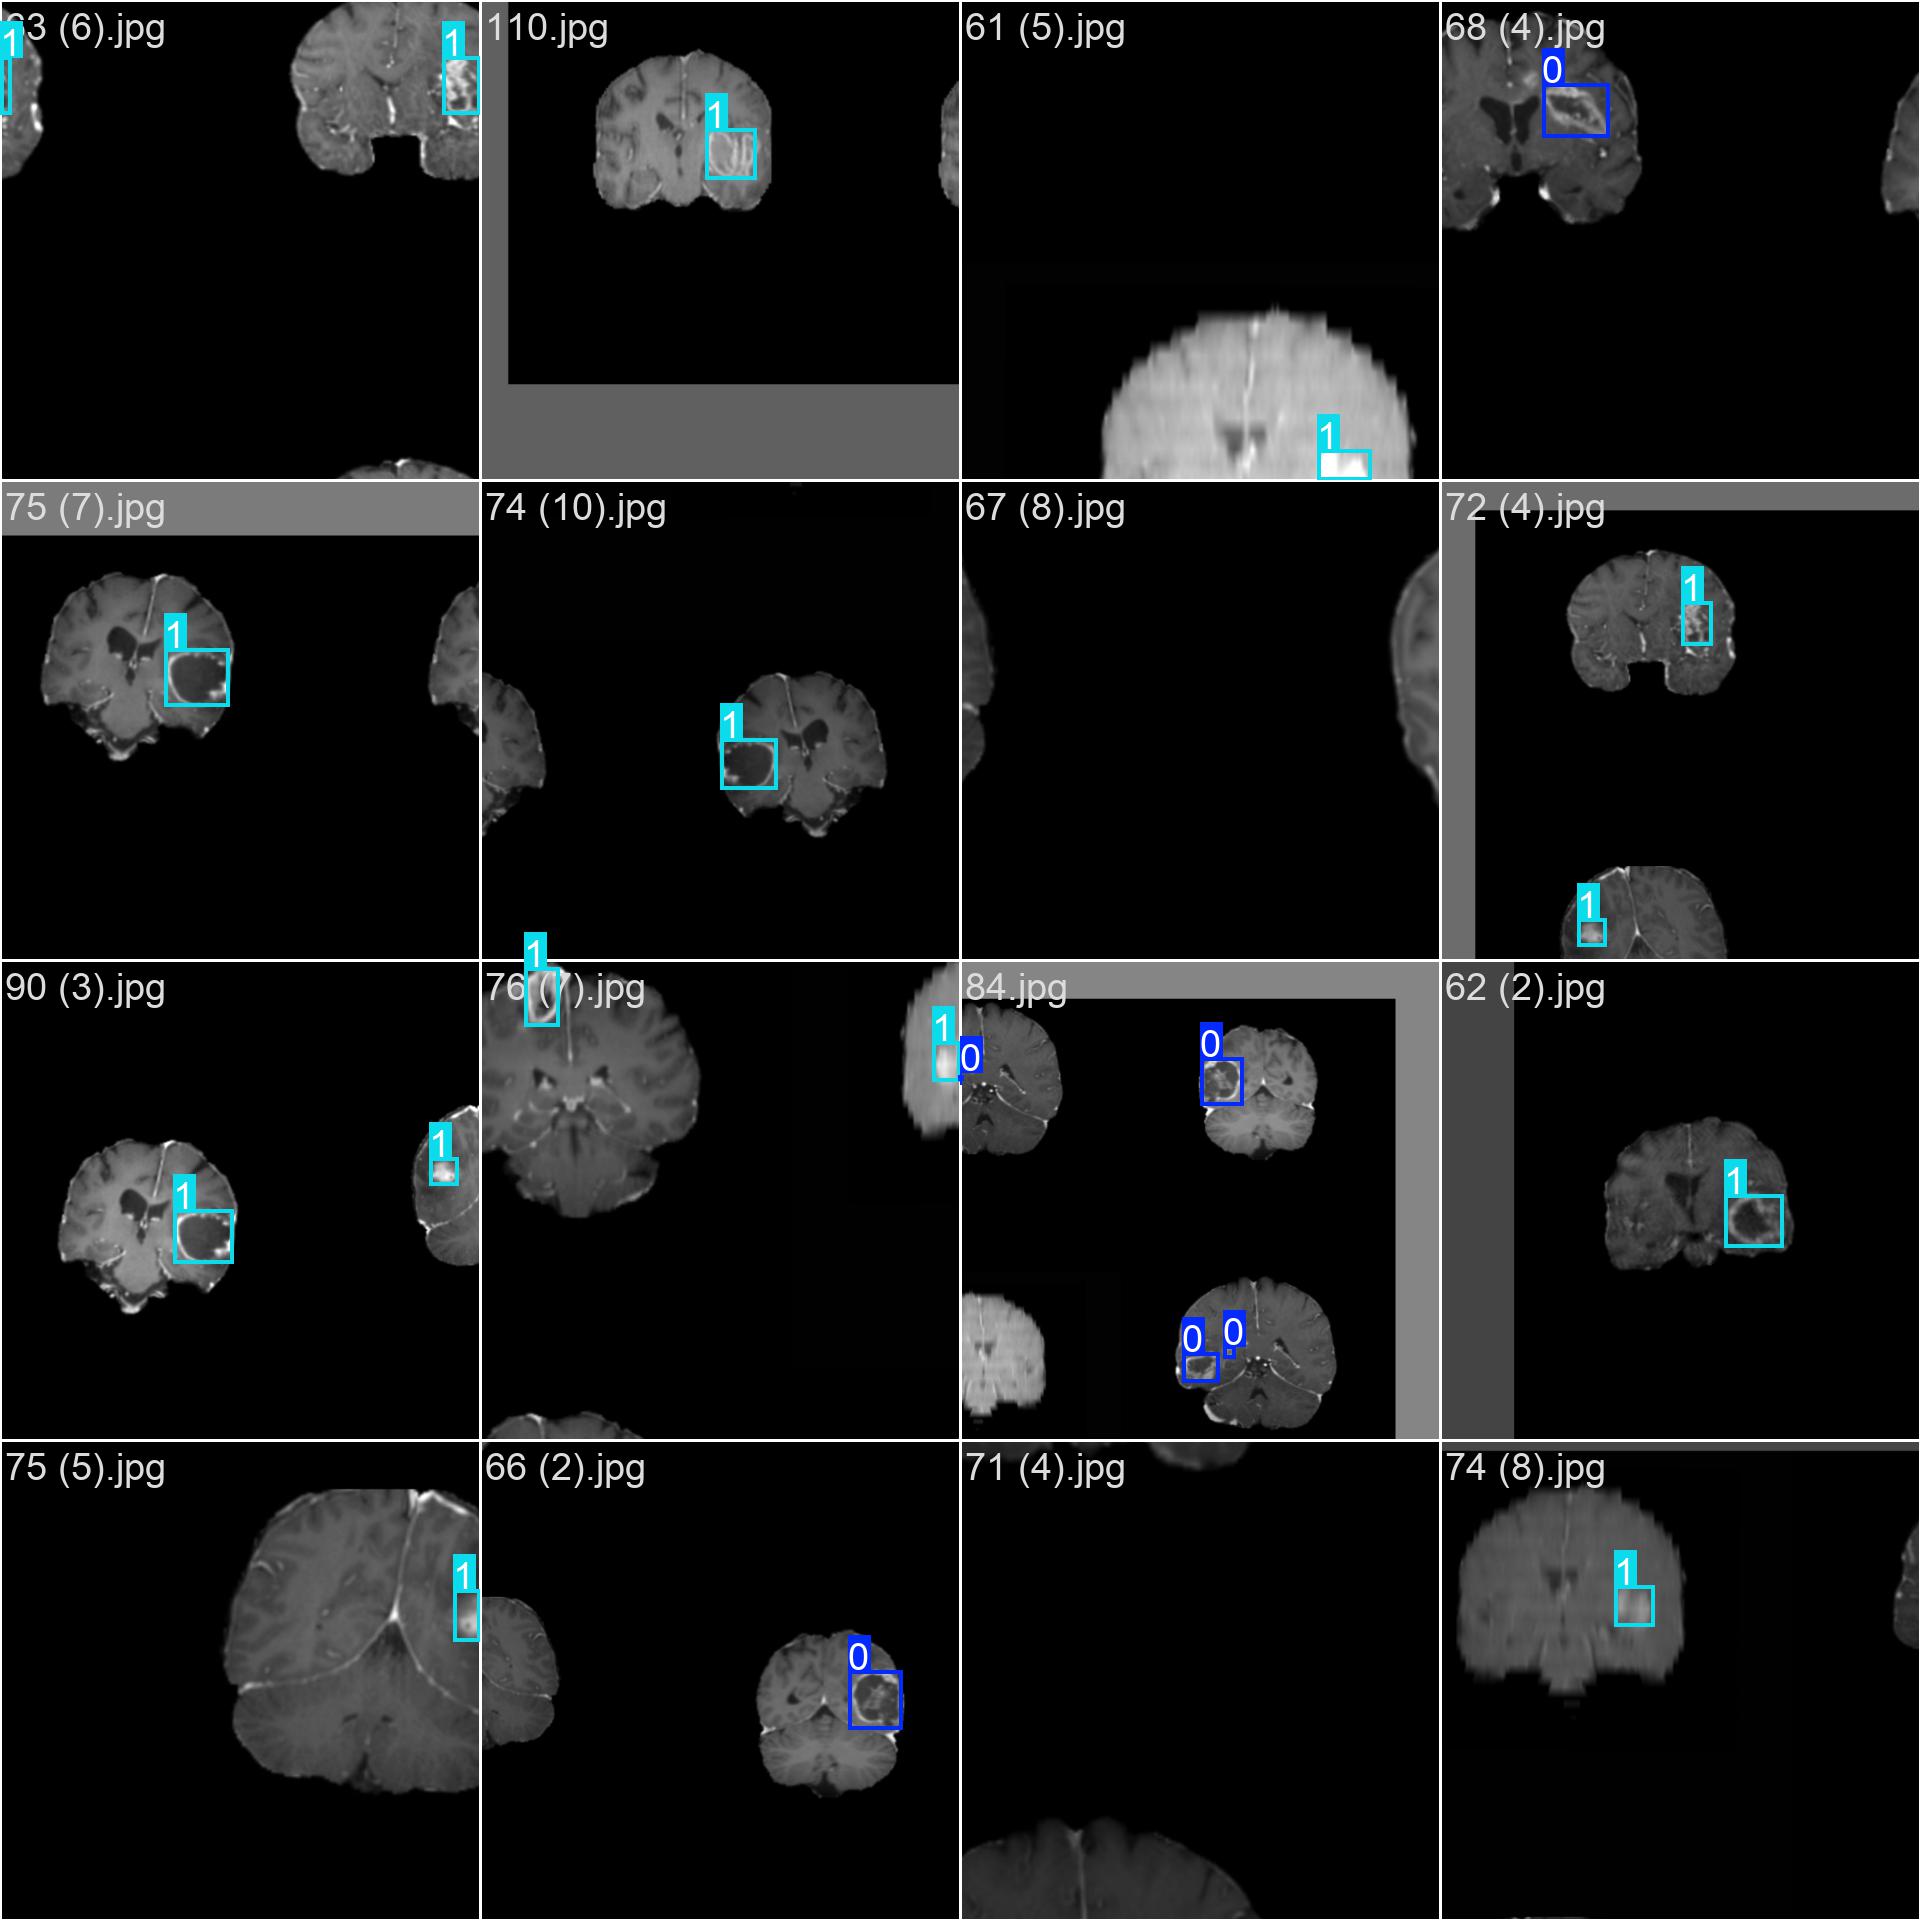 63 (6).jpg
1
1
110.jpg
1
61 (5).jpg
1
68 (4).jpg
0
75 (7).jpg
1
74 (10).jpg
1
67 (8).jpg
72 (4).jpg
1
1
90 (3).jpg
1
1
76 (7).jpg
1
1
84.jpg
0
0
0
0
62 (2).jpg
1
75 (5).jpg
1
66 (2).jpg
0
71 (4).jpg
74 (8).jpg
1